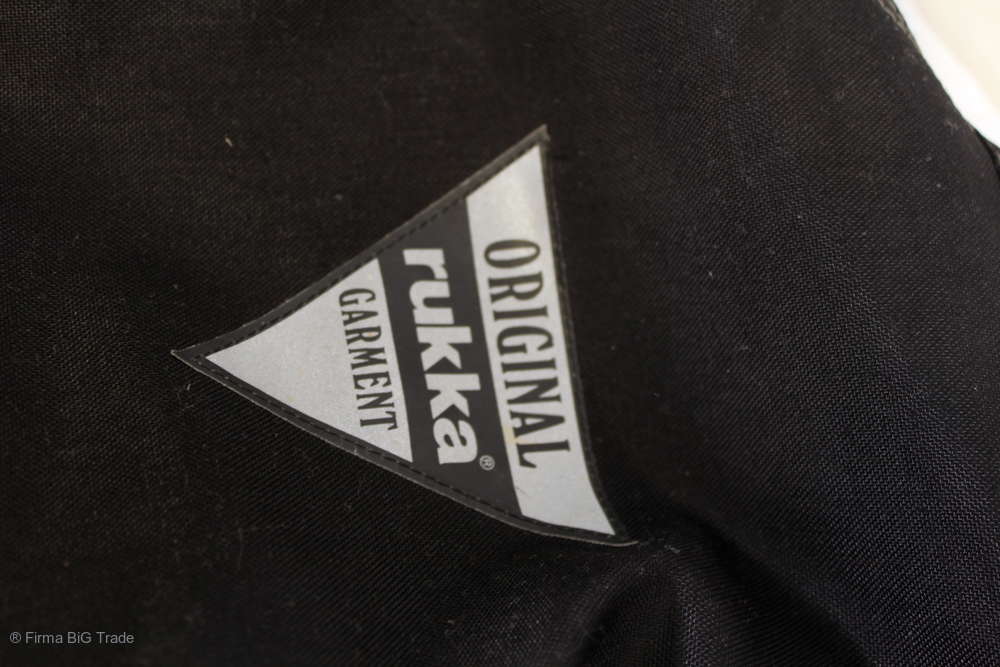 ORIGINAL
rukka®
GARMENT
® Firma BiG Trade